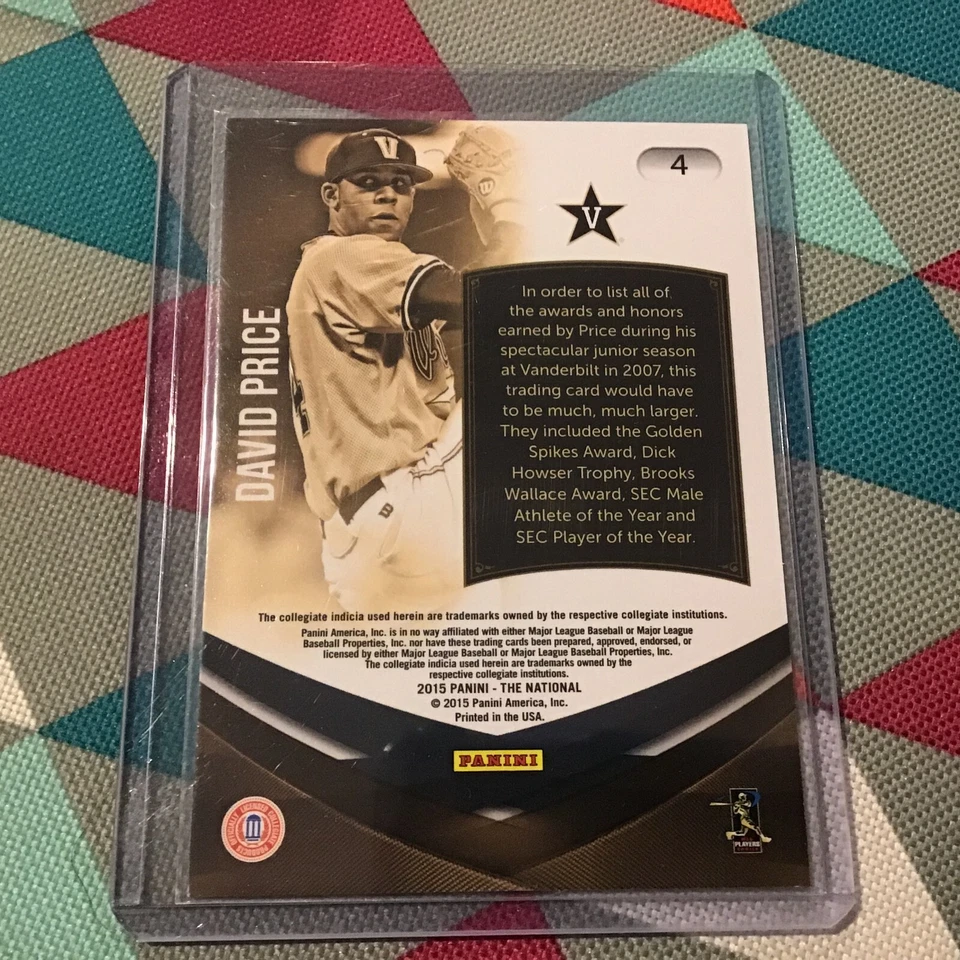 4
V
V
DAVID PRICE
In order to list all of
the awards and honors
earned by Price during his
spectacular junior season
at Vanderbilt in 2007, this
trading card would have
to be much, much larger.
They included the Golden
Spikes Award, Dick
Howser Trophy, Brooks
Wallace Award, SEC Male
Athlete of the Year and
SEC Player of the Year.
The collegiate indicia used herein are trademarks owned by the respective collegiate institutions.
Panini America, Inc. is in no way affiliated with either Major League Baseball or Major League
Baseball Properties, Inc. nor have these trading cards been prepared, approved, endorsed, or
licensed by either Major League Baseball or Major League Baseball Properties, Inc.
The collegiate indicia used herein are trademarks owned by the
respective collegiate institutions.
2015 PANINI - THE NATIONAL
© 2015 Panini America, Inc.
Printed in the USA.
PANINI
OFFICIALLY LICENSED COLLEGIATE PRODUCTS
PLAYERS